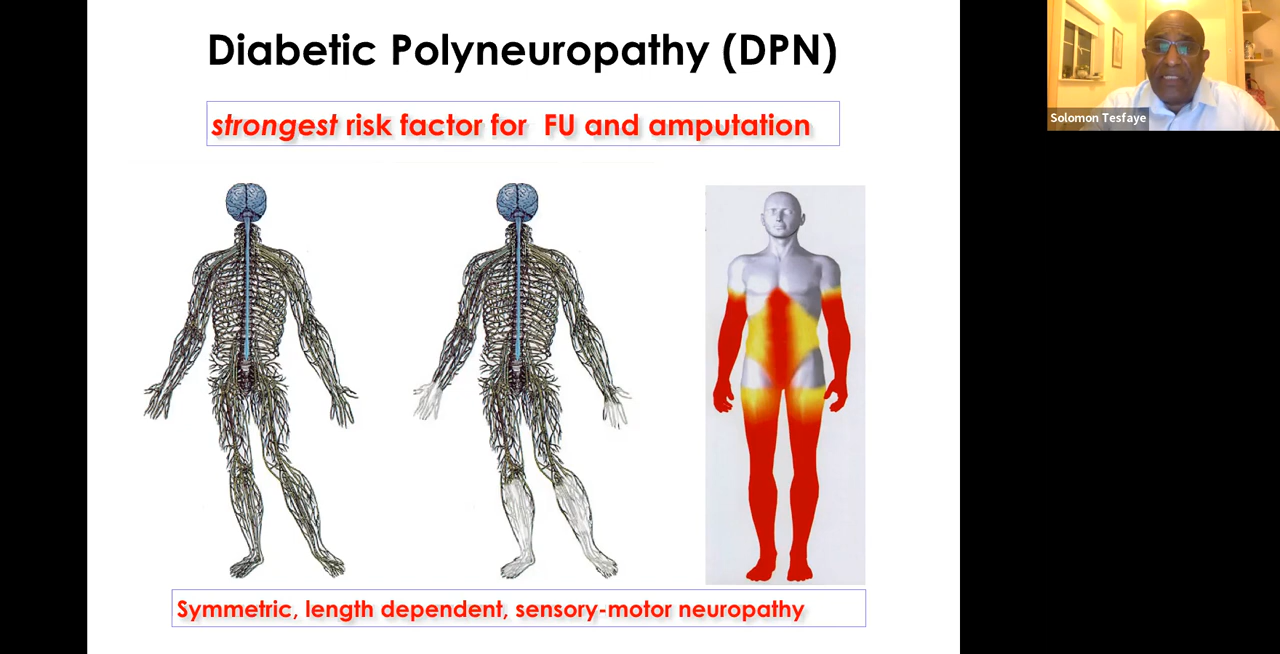 Diabetic Polyneuropathy (DPN)
strongest risk factor for FU and amputation
Symmetric, length dependent, sensory-motor neuropathy
Solomon Tesfaye